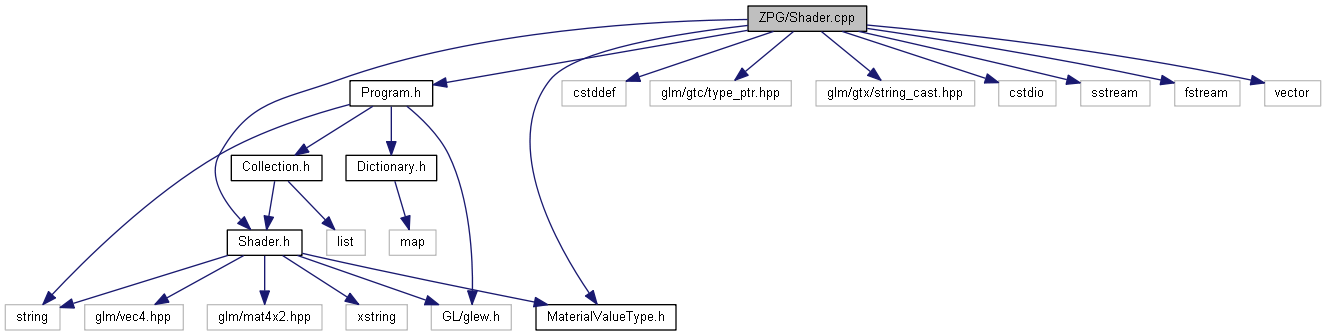 ZPG/Shader.cpp
Program.h
cstddef
glm/gtc/type_ptr.hpp
glm/gtx/string_cast.hpp
cstdio
sstream
fstream
vector
Collection.h
Dictionary.h
Shader.h
list
map
string
glm/vec4.hpp
glm/mat4x2.hpp
xstring
GL/glew.h
MaterialValueType.h